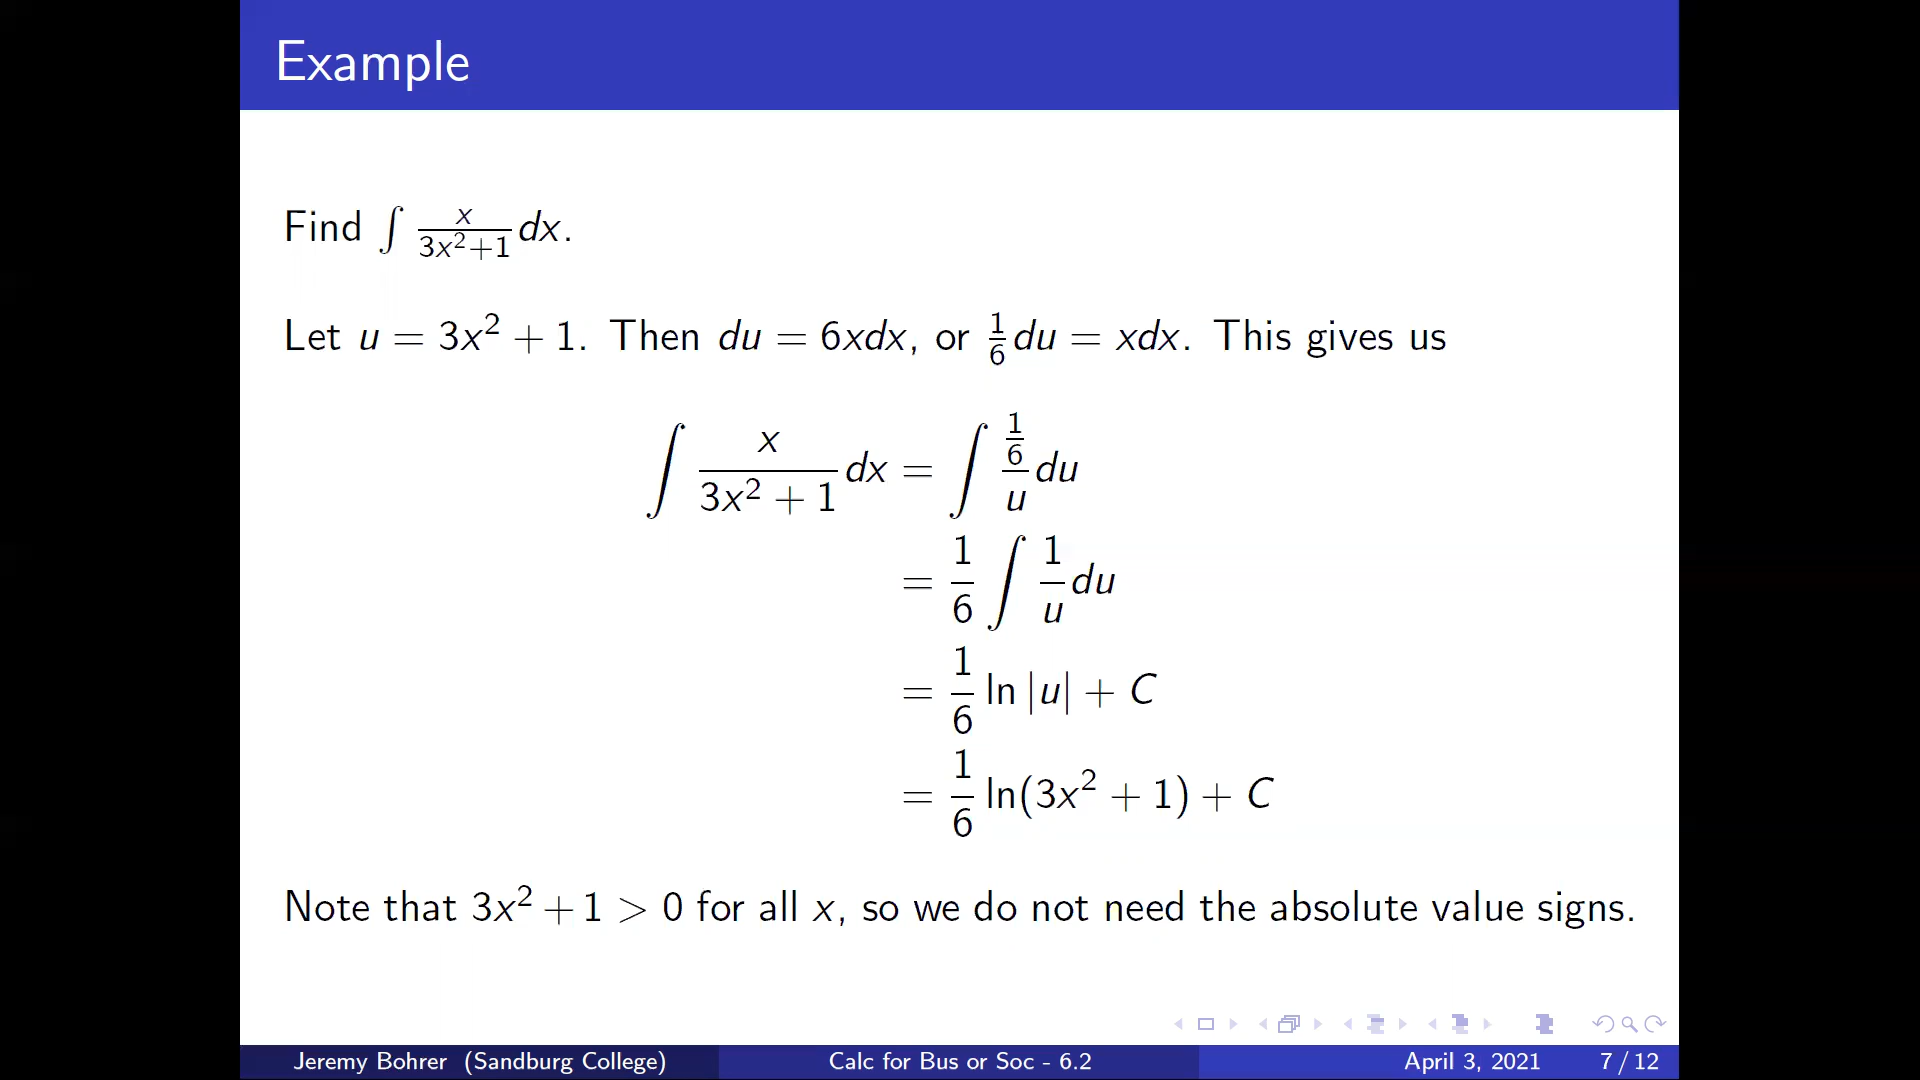 Example
Find ∫ x/(3x²+1) dx.
Let u = 3x² + 1. Then du = 6xdx, or 1/6 du = xdx. This gives us
∫ x/(3x² + 1) dx = ∫ (1/6)/u du
= 1/6 ∫ 1/u du
= 1/6 ln |u| + C
= 1/6 ln(3x² + 1) + C
Note that 3x² + 1 > 0 for all x, so we do not need the absolute value signs.
Jeremy Bohrer (Sandburg College) Calc for Bus or Soc - 6.2 April 3, 2021 7 / 12